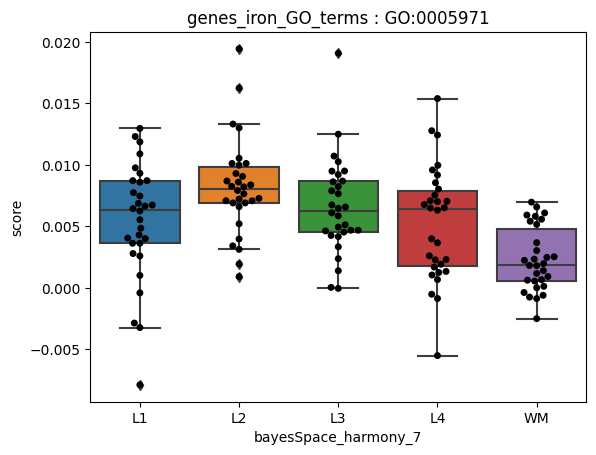 genes_iron_GO_terms : GO:0005971
0.020
0.015
0.010
0.005
0.000
−0.005
score
L1 L2 L3 L4 WM
bayesSpace_harmony_7